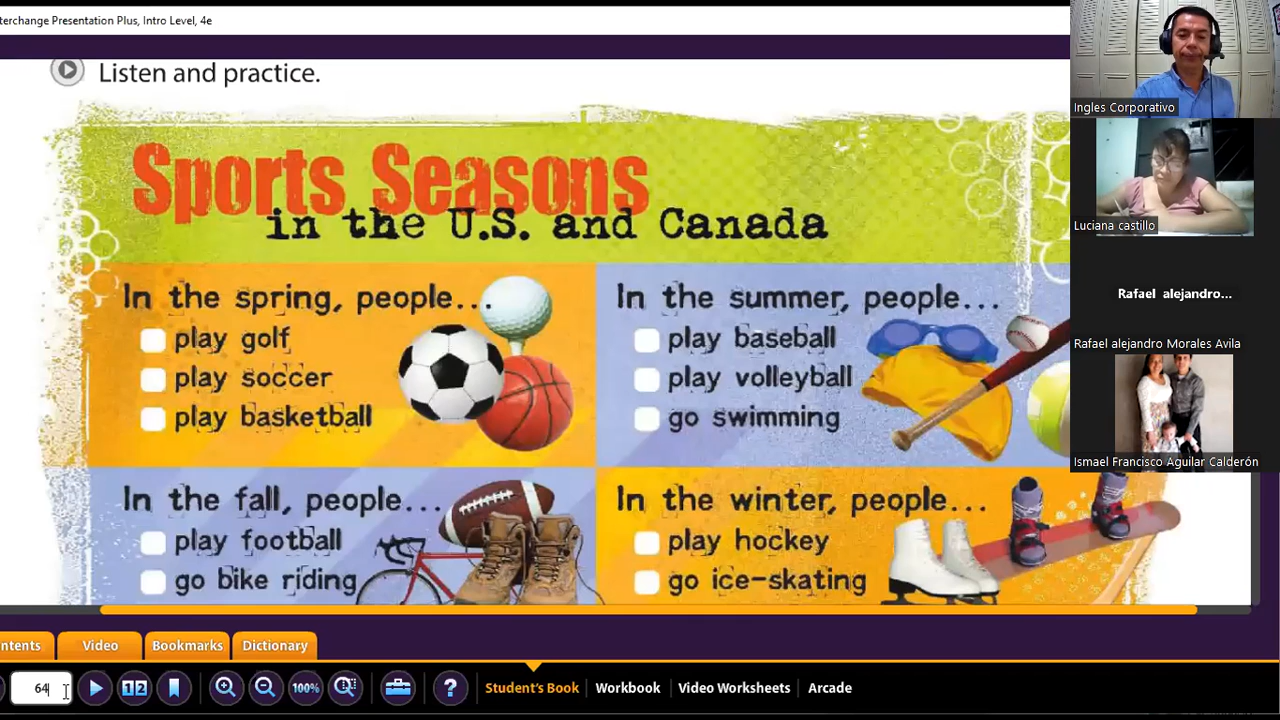 terchange Presentation Plus, Intro Level, 4e
Listen and practice.
Sports Seasons
in the U.S. and Canada
In the spring, people...
play golf
play soccer
play basketball
In the summer, people...
play baseball
play volleyball
go swimming
In the fall, people...
play football
go bike riding
In the winter, people...
play hockey
go ice-skating
Ingles Corporativo
Luciana castillo
Rafael alejandro...
Rafael alejandro Morales Avila
Ismael Francisco Aguilar Calderón
ntents
Video
Bookmarks
Dictionary
64
1 2
100%
?
Student's Book
Workbook
Video Worksheets
Arcade